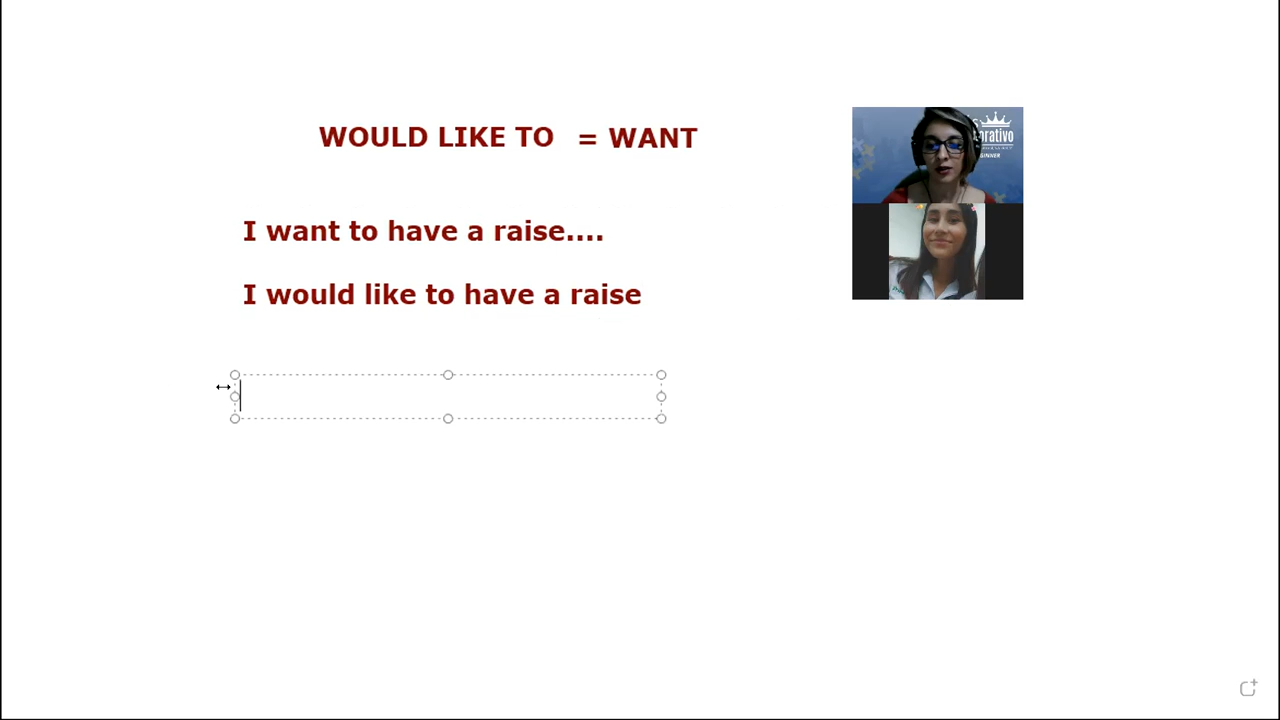 WOULD LIKE TO = WANT
I want to have a raise....
I would like to have a raise